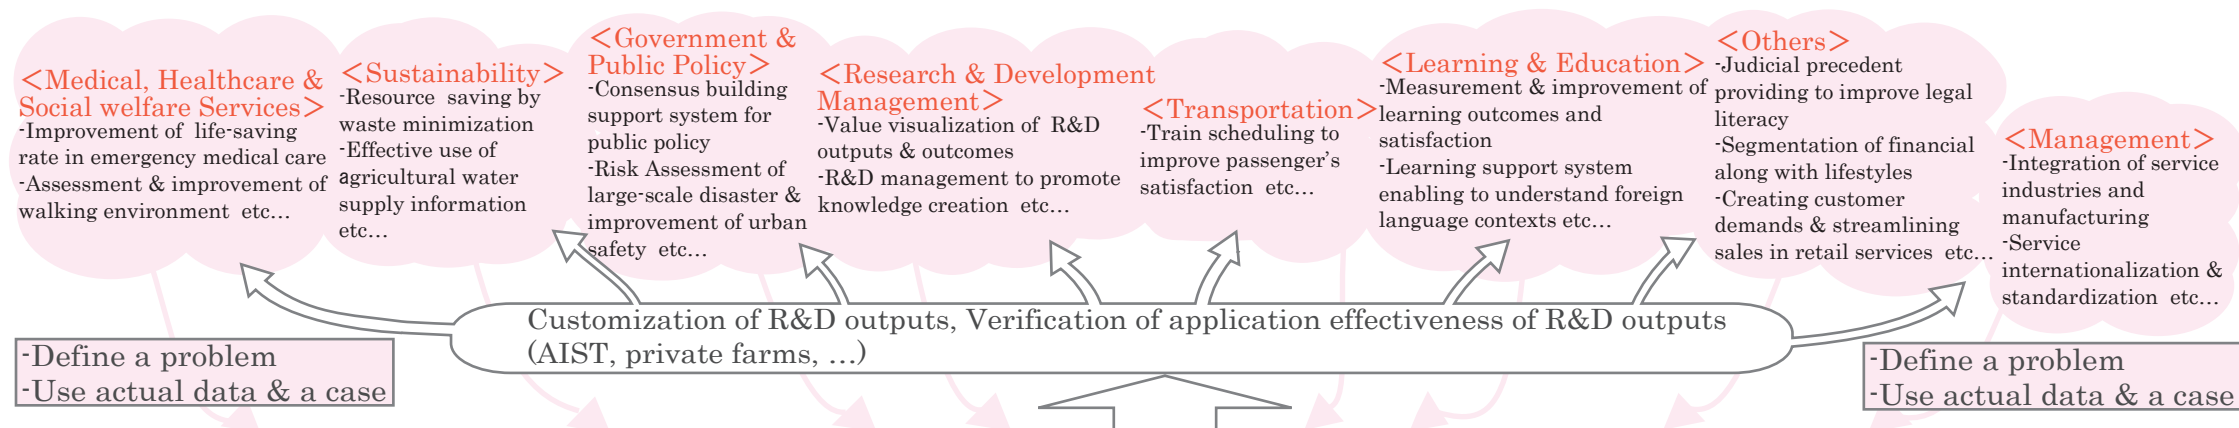 <Medical, Healthcare &
Social welfare Services>
-Improvement of life-saving
rate in emergency medical care
-Assessment & improvement of
walking environment etc…
<Sustainability>
-Resource saving by
waste minimization
-Effective use of
agricultural water
supply information
etc…
<Government &
Public Policy>
-Consensus building
support system for
public policy
-Risk Assessment of
large-scale disaster &
improvement of urban
safety etc…
<Research & Development
Management>
-Value visualization of R&D
outputs & outcomes
-R&D management to promote
knowledge creation etc…
<Transportation>
-Train scheduling to
improve passenger's
satisfaction etc…
<Learning & Education>
-Measurement & improvement of
learning outcomes and
satisfaction
-Learning support system
enabling to understand foreign
language contexts etc…
<Others>
-Judicial precedent
providing to improve legal
literacy
-Segmentation of financial
along with lifestyles
-Creating customer
demands & streamlining
sales in retail services etc…
<Management>
-Integration of service
industries and
manufacturing
-Service
internationalization &
standardization etc…
Customization of R&D outputs, Verification of application effectiveness of R&D outputs
(AIST, private farms, …)
-Define a problem
-Use actual data & a case
-Define a problem
-Use actual data & a case